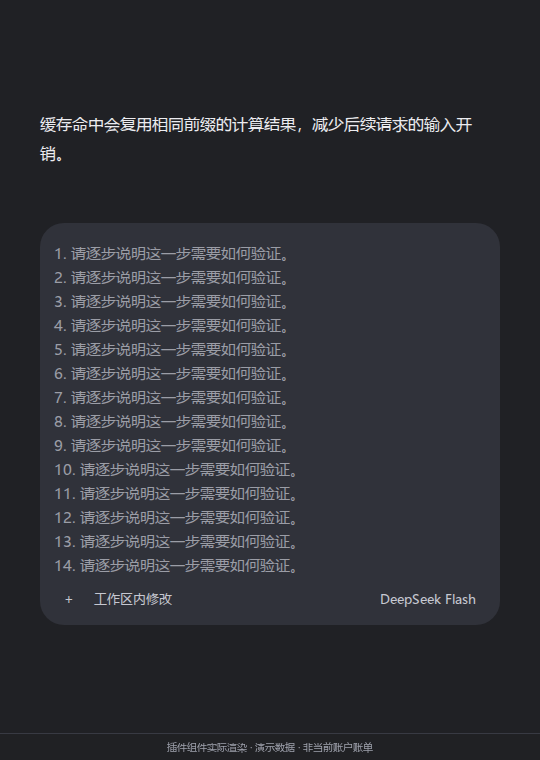 缓存命中会复用相同前缀的计算结果，减少后续请求的输入开
销。
1. 请逐步说明这一步需要如何验证。
2. 请逐步说明这一步需要如何验证。
3. 请逐步说明这一步需要如何验证。
4. 请逐步说明这一步需要如何验证。
5. 请逐步说明这一步需要如何验证。
6. 请逐步说明这一步需要如何验证。
7. 请逐步说明这一步需要如何验证。
8. 请逐步说明这一步需要如何验证。
9. 请逐步说明这一步需要如何验证。
10. 请逐步说明这一步需要如何验证。
11. 请逐步说明这一步需要如何验证。
12. 请逐步说明这一步需要如何验证。
13. 请逐步说明这一步需要如何验证。
14. 请逐步说明这一步需要如何验证。
+ 工作区内修改 DeepSeek Flash
插件组件实际渲染 · 演示数据 · 非当前账户账单